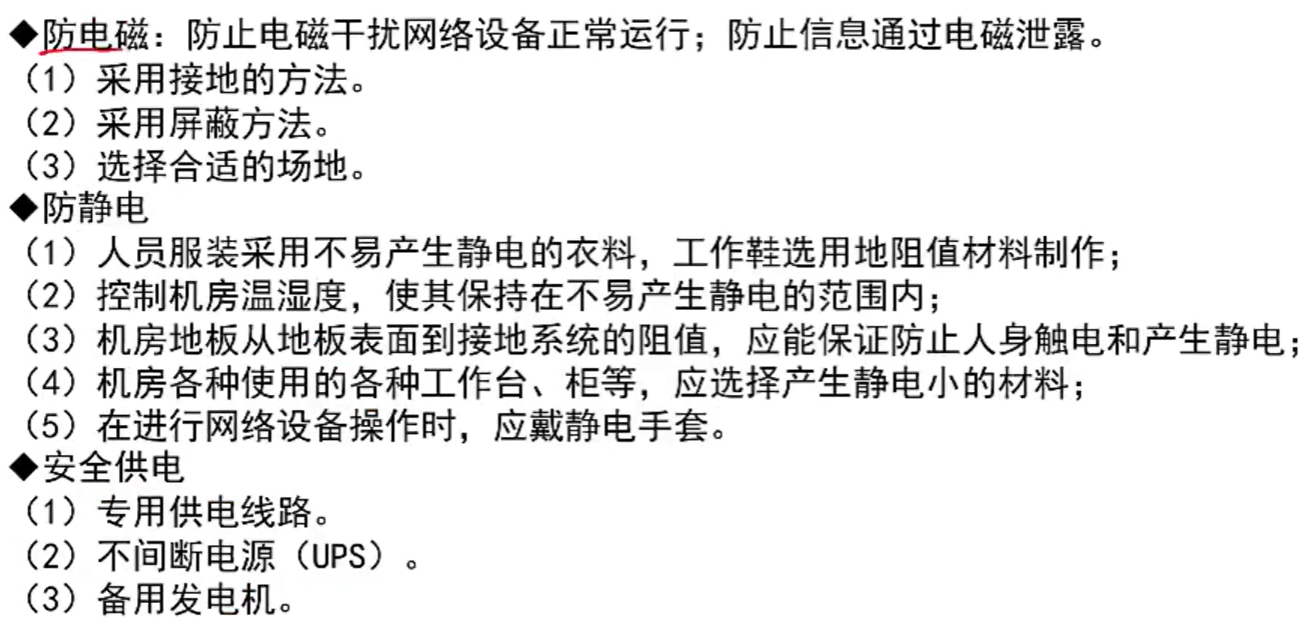 ◆防电磁：防止电磁干扰网络设备正常运行；防止信息通过电磁泄露。
（1）采用接地的方法。
（2）采用屏蔽方法。
（3）选择合适的场地。
◆防静电
（1）人员服装采用不易产生静电的衣料，工作鞋选用地阻值材料制作；
（2）控制机房温湿度，使其保持在不易产生静电的范围内；
（3）机房地板从地板表面到接地系统的阻值，应能保证防止人身触电和产生静电；
（4）机房各种使用的各种工作台、柜等，应选择产生静电小的材料；
（5）在进行网络设备操作时，应戴静电手套。
◆安全供电
（1）专用供电线路。
（2）不间断电源（UPS）。
（3）备用发电机。